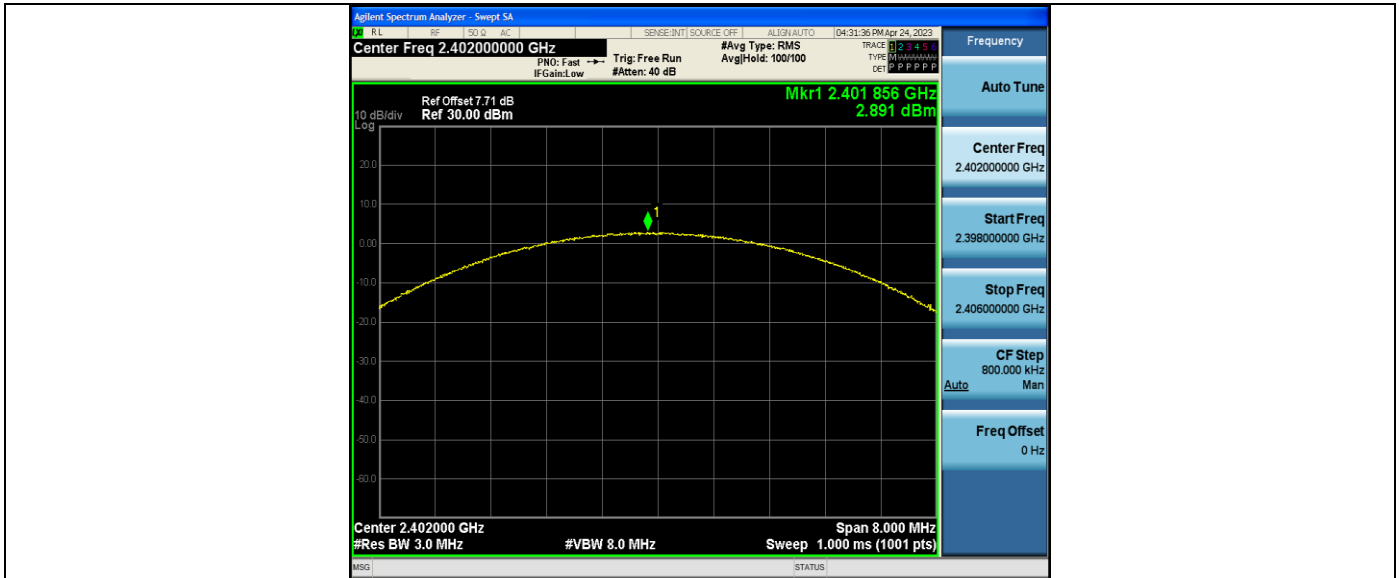 Agilent Spectrum Analyzer - Swept SA
RL RF 50 Ω AC SENSE:INT SOURCE OFF ALIGN AUTO 04:31:36 PM Apr 24, 2023
Center Freq 2.402000000 GHz
PNO: Fast
IFGain:Low
Trig: Free Run
#Atten: 40 dB
#Avg Type: RMS
Avg|Hold: 100/100
TRACE 1 2 3 4 5 6
TYPE M WWWWW
DET P P P P P P
Frequency
Auto Tune
Center Freq
2.402000000 GHz
Start Freq
2.398000000 GHz
Stop Freq
2.406000000 GHz
CF Step
800.000 kHz
Auto Man
Freq Offset
0 Hz
Mkr1 2.401 856 GHz
2.891 dBm
Ref Offset 7.71 dB
10 dB/div Ref 30.00 dBm
Log
20.0
10.0
1
0.00
-10.0
-20.0
-30.0
-40.0
-50.0
-60.0
Center 2.402000 GHz Span 8.000 MHz
#Res BW 3.0 MHz #VBW 8.0 MHz Sweep 1.000 ms (1001 pts)
MSG STATUS